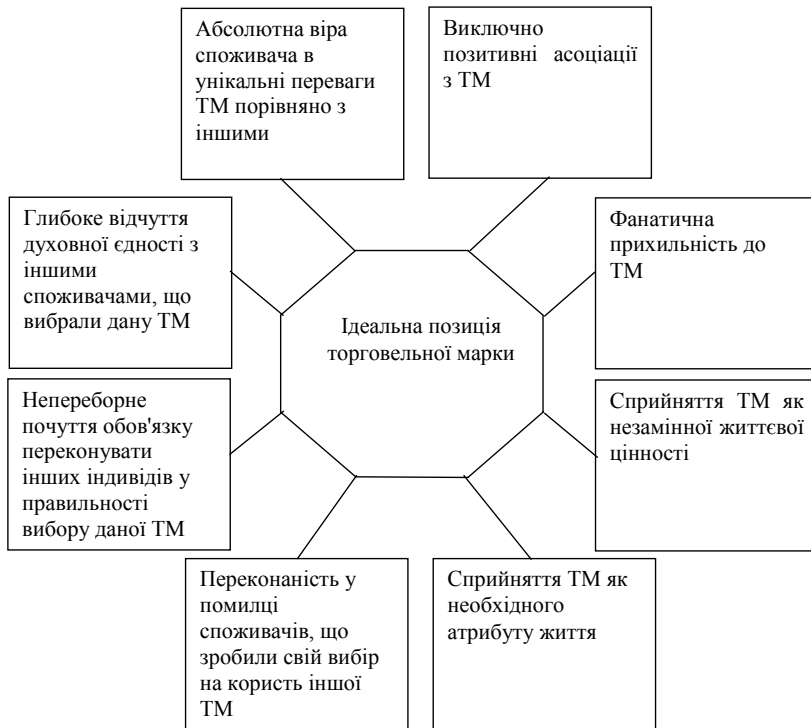 Абсолютна віра
споживача в
унікальні переваги
ТМ порівняно з
іншими
Виключно
позитивні асоціації
з ТМ
Глибоке відчуття
духовної єдності з
іншими
споживачами, що
вибрали дану ТМ
Фанатична
прихильність до
ТМ
Ідеальна позиція
торговельної марки
Непереборне
почуття обов'язку
переконувати
інших індивідів у
правильності
вибору даної ТМ
Сприйняття ТМ як
незамінної життєвої
цінності
Переконаність у
помилці
споживачів, що
зробили свій вибір
на користь іншої
ТМ
Сприйняття ТМ як
необхідного
атрибуту життя